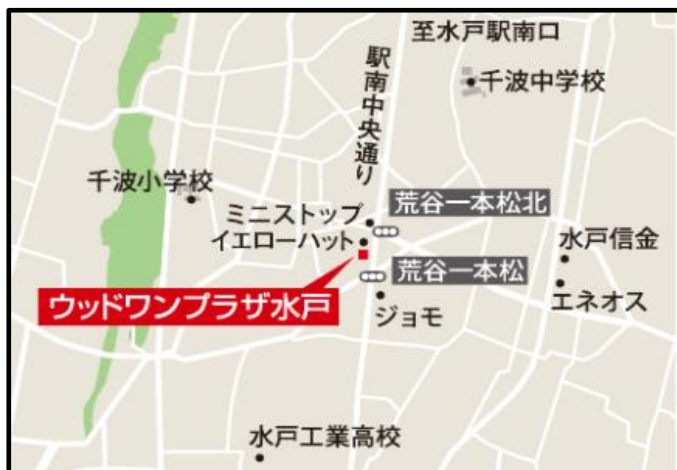 至水戸駅南口
駅南中央通り
千波中学校
千波小学校
ミニストップ
荒谷一本松北
イエローハット
水戸信金
荒谷一本松
エネオス
ウッドワンプラザ水戸
ジョモ
水戸工業高校